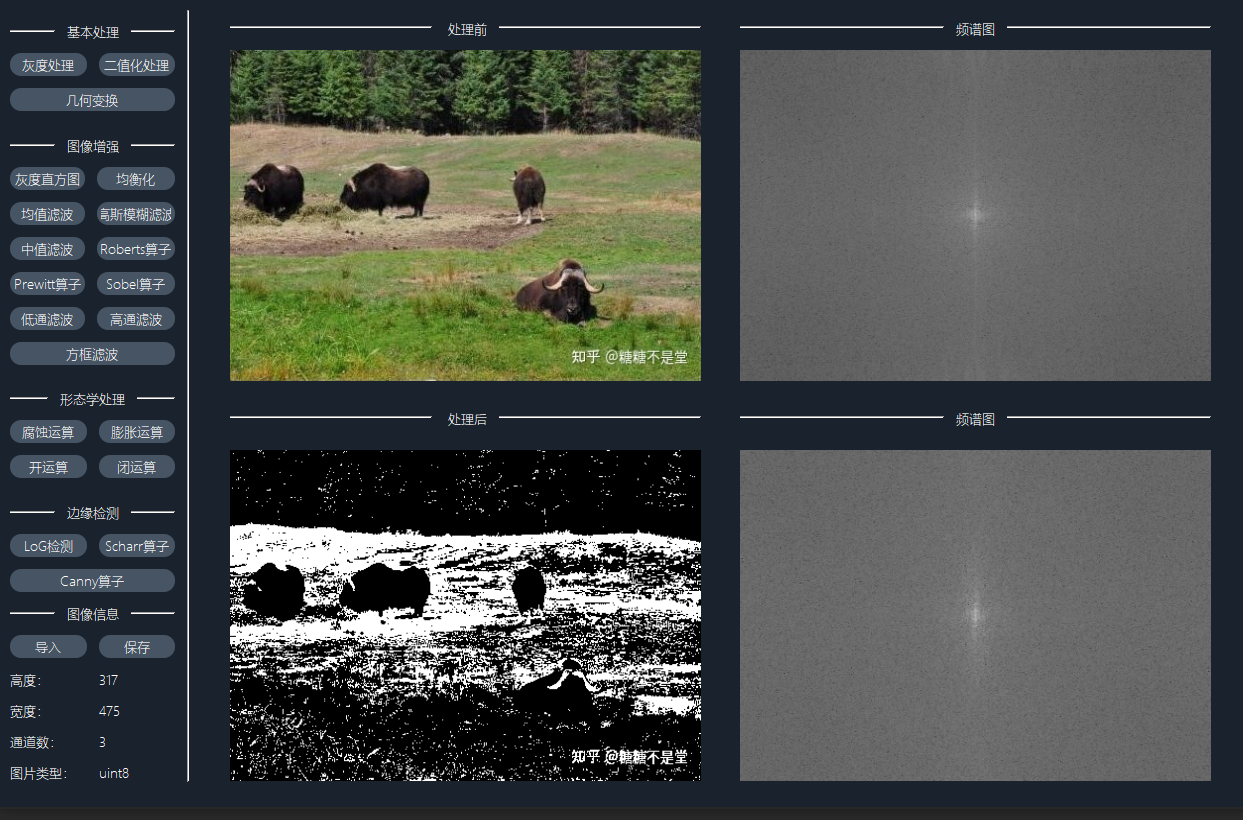 基本处理
灰度处理 二值化处理
几何变换
图像增强
灰度直方图 均衡化
均值滤波 高斯模糊滤波
中值滤波 Roberts算子
Prewitt算子 Sobel算子
低通滤波 高通滤波
方框滤波
形态学处理
腐蚀运算 膨胀运算
开运算 闭运算
边缘检测
LoG检测 Scharr算子
Canny算子
图像信息
导入 保存
高度: 317
宽度: 475
通道数: 3
图片类型: uint8
处理前
知乎 @糖糖不是堂
频谱图
处理后
知乎 @糖糖不是堂
频谱图